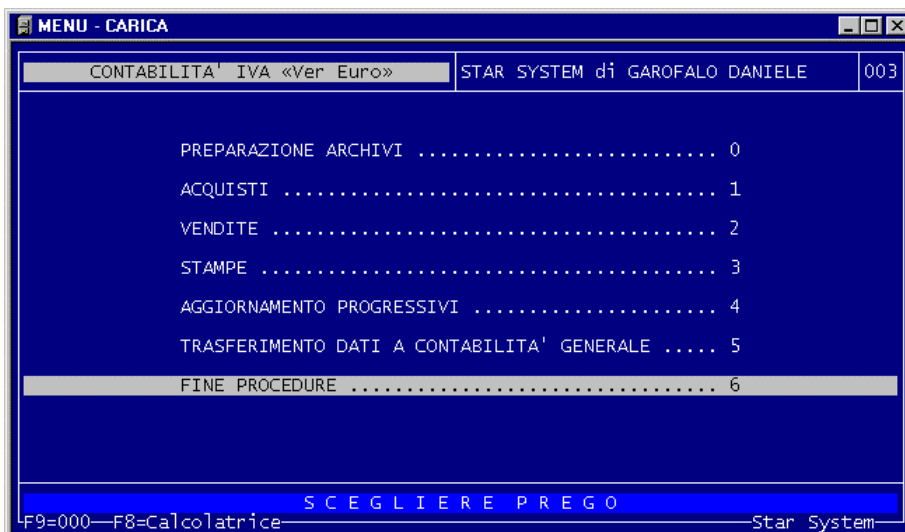 MENU - CARICA
CONTABILITA' IVA «Ver Euro» STAR SYSTEM di GAROFALO DANIELE 003
PREPARAZIONE ARCHIVI ........................... 0
ACQUISTI ....................................... 1
VENDITE ........................................ 2
STAMPE ......................................... 3
AGGIORNAMENTO PROGRESSIVI ...................... 4
TRASFERIMENTO DATI A CONTABILITA' GENERALE ..... 5
FINE PROCEDURE ................................. 6
S C E G L I E R E  P R E G O
F9=000 F8=Calcolatrice Star System